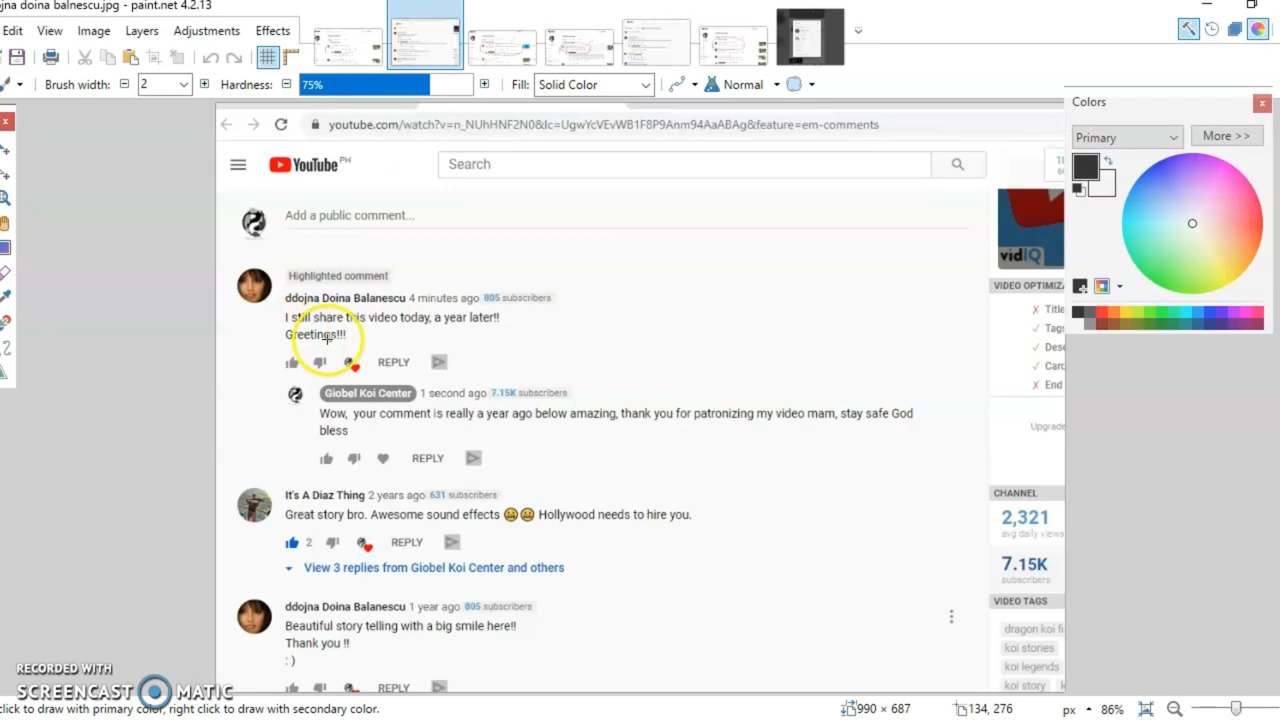 jna doina balnescu.jpg - paint.net 4.2.13
Edit View Image Layers Adjustments Effects
Brush width: 2 Hardness: 75% Fill: Solid Color Normal
Colors
Primary More >>
youtube.com/watch?v=n_NUhHNF2N0&lc=UgwYcVEvWB1F8P9Anm94AaABAg&feature=em-comments
YouTube PH
Search
Add a public comment...
Highlighted comment
ddojna Doina Balanescu 4 minutes ago 805 subscribers
I still share this video today, a year later!!
Greetings!!!
REPLY
Giobel Koi Center 1 second ago 7.15K subscribers
Wow, your comment is really a year ago below amazing, thank you for patronizing my video mam, stay safe God
bless
REPLY
It's A Diaz Thing 2 years ago 631 subscribers
Great story bro. Awesome sound effects 😄😄 Hollywood needs to hire you.
2 REPLY
View 3 replies from Giobel Koi Center and others
ddojna Doina Balanescu 1 year ago 805 subscribers
Beautiful story telling with a big smile here!!
Thank you !!
: )
REPLY
vidIQ
VIDEO OPTIMIZA
Title
Tags
Desc
Card
End
Upgrade
CHANNEL
2,321
avg daily views
7.15K
subscribers
VIDEO TAGS
dragon koi fi
koi stories
koi legends
koi story k
RECORDED WITH
SCREENCAST MATIC
click to draw with primary color, right click to draw with secondary color.
990 × 687
134, 276
px
86%